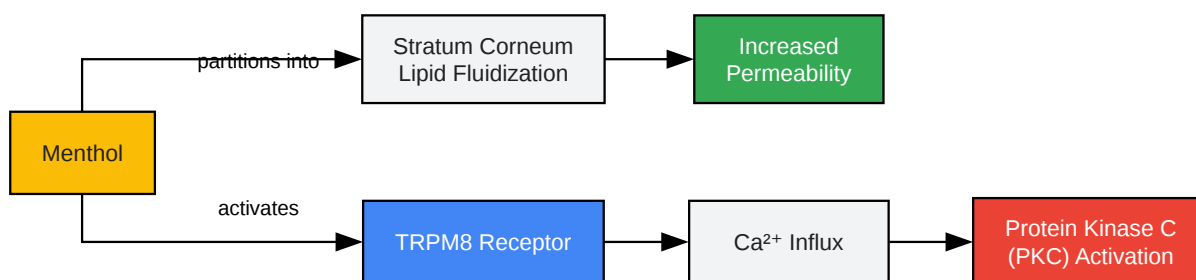 partitions into
Stratum Corneum
Lipid Fluidization
Increased
Permeability
Menthol
activates
TRPM8 Receptor
Ca²⁺ Influx
Protein Kinase C
(PKC) Activation